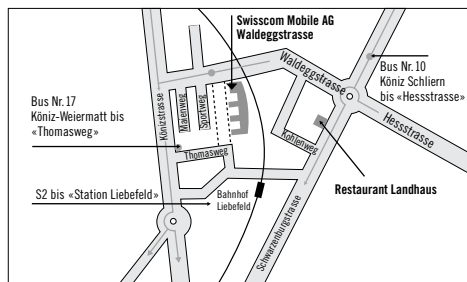 Swisscom Mobile AG
Waldeggstrasse
Bus Nr. 10
Köniz Schliern
bis «Hessstrasse»
Waldeggstrasse
Hessstrasse
Bus Nr. 17
Köniz-Weiermatt bis
«Thomasweg»
Könizstrasse
Maienweg
Sportweg
Thomasweg
Kohlenweg
Restaurant Landhaus
S2 bis «Station Liebefeld»
Bahnhof
Liebefeld
Schwarzenburgstrasse